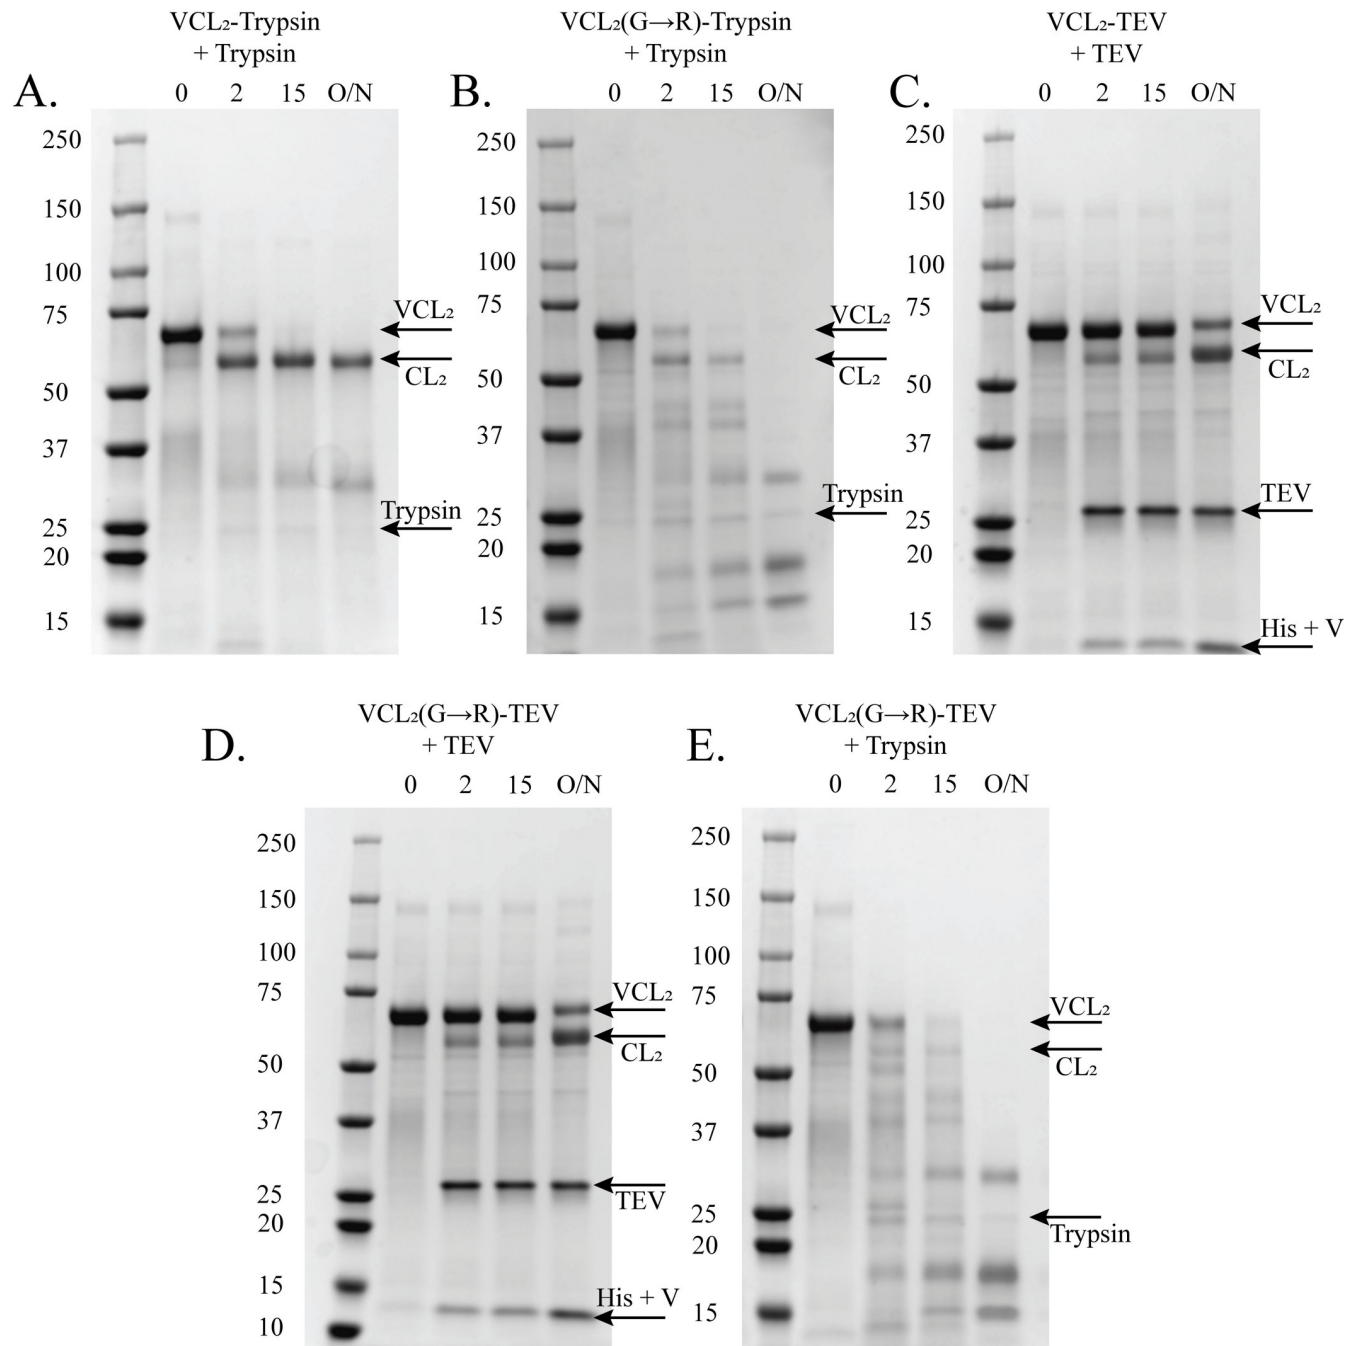 VCL₂-Trypsin
+ Trypsin
A.
0 2 15 O/N
250
150
100
75
50
37
25
20
15
VCL₂
CL₂
Trypsin
VCL₂(G→R)-Trypsin
+ Trypsin
B.
0 2 15 O/N
250
150
100
75
50
37
25
20
15
VCL₂
CL₂
Trypsin
VCL₂-TEV
+ TEV
C.
0 2 15 O/N
250
150
100
75
50
37
25
20
15
VCL₂
CL₂
TEV
His + V
VCL₂(G→R)-TEV
+ TEV
D.
0 2 15 O/N
250
150
100
75
50
37
25
20
15
10
VCL₂
CL₂
TEV
His + V
VCL₂(G→R)-TEV
+ Trypsin
E.
0 2 15 O/N
250
150
100
75
50
37
25
20
15
VCL₂
CL₂
Trypsin